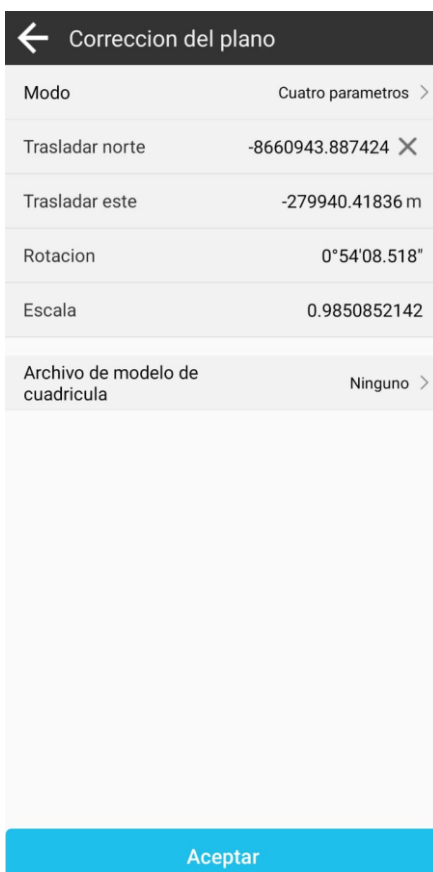 Correccion del plano
Modo Cuatro parametros
Trasladar norte -8660943.887424
Trasladar este -279940.41836 m
Rotacion 0°54'08.518"
Escala 0.9850852142
Archivo de modelo de
cuadricula Ninguno
Aceptar